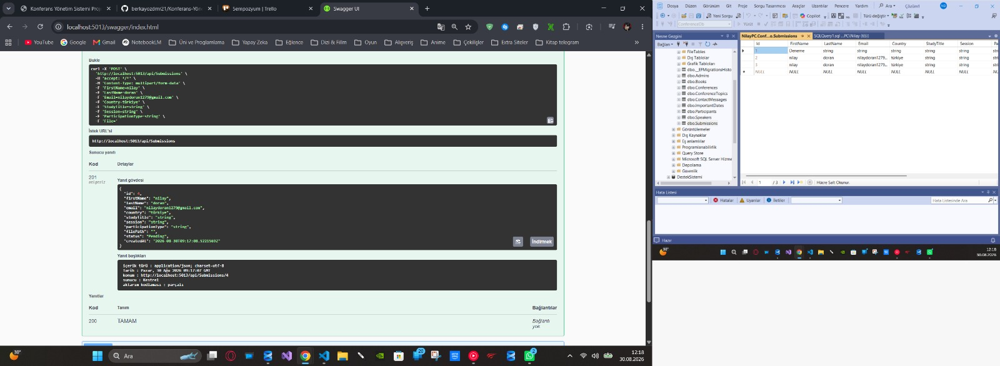 Konferans Yönetim Sistemi Proje
berkayozdmr21/Konferans-Yön
Sempozyum | Trello
Swagger UI
localhost:5013/swagger/index.html
YouTube
Google
Gmail
NotebookLM
Üni ve Proglamlama
Yapay Zeka
Eğlence
Dizi & Fillm
Oyun
Alışveriş
Anime
Çekilişler
Extra Siteler
Kitap telegram
Bukle
curl -X 'POST' \
'http://localhost:5013/api/Submissions' \
-H 'accept: */*' \
-H 'Content-Type: multipart/form-data' \
-F 'FirstName=nilay' \
-F 'LastName=doran' \
-F 'Email=nilaydoran1279@gmail.com' \
-F 'Country=türkiye' \
-F 'StudyTitle=string' \
-F 'Session=string' \
-F 'ParticipationType=string' \
-F 'File='
İstek URL'si
http://localhost:5013/api/Submissions
Sunucu yanıtı
Kod Detaylar
201
belgesiz
Yanıt gövdesi
{
"id": 4,
"firstName": "nilay",
"lastName": "doran",
"email": "nilaydoran1279@gmail.com",
"country": "türkiye",
"studyTitle": "string",
"session": "string",
"participationType": "string",
"filePath": "",
"status": "Pending",
"createdAt": "2026-08-30T09:17:08.5221569Z"
}
İndirmek
Yanıt başlıkları
içerik türü : application/json; charset=utf-8
Tarih : Pazar, 30 Ağu 2026 09:17:07 GMT
konum : http://localhost:5013/api/Submissions/4
sunucu : Kestrel
aktarım kodlaması : parçalı
Yanıtlar
Kod Tanım Bağlantılar
200 TAMAM Bağlantı yok
30°
Ara
12:18
30.08.2026
Dosya Düzen Görünüm Git Proje Sorgu Tasarımcısı Araçlar Uzantılar Pencere Yardım Ara Çözüm1
Yeni Sorgu
Copilot
Türü değiştir
ConferenceDb
Yürüt
Nesne Gezgini
Bağlan
FileTables
Dış Tablolar
Grafik Tabloları
dbo.__EFMigrationsHisto
dbo.Admins
dbo.Books
dbo.Conferences
dbo.ConferenceTopics
dbo.ContactMessages
dbo.ImportantDates
dbo.Participants
dbo.Speakers
dbo.Submissions
Görüntülemeler
Dış Kaynaklar
Eş anlamlılar
Programlanabilirlik
Query Store
Microsoft SQL Server Hizme
Depolama
Güvenlik
DestekSistemi
NilayPC.Conf...o.Submissions
SQLQuery1.sql ...PC\Nilay (65))
Id FirstName LastName Email Country StudyTitle Session Pa
1 Deneme string string string string string
2 nilay doran nilaydoran1279... türkiye string string
3 nilay doran nilaydoran1279... türkiye string string
NULL NULL NULL NULL NULL NULL NULL
1 / 3 Hücre Salt Okunur.
Hata Listesi
Hatalar Uyarılar İletiler
Hata Listesinde Ara
Hazır
30°
12:18
30.08.2026